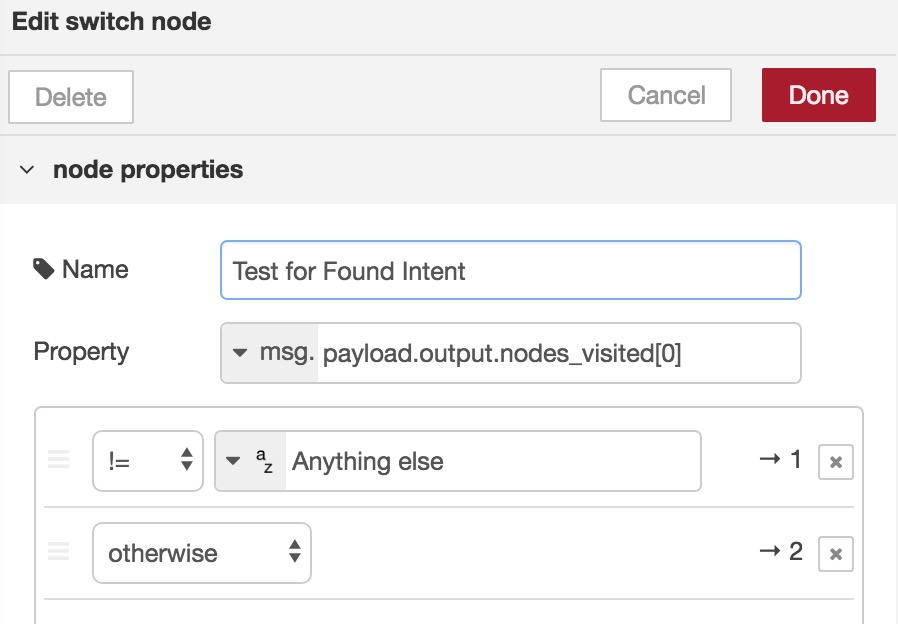 Edit switch node
Delete Cancel Done
node properties
Name Test for Found Intent
Property msg. payload.output.nodes_visited[0]
!= az Anything else → 1 ×
otherwise → 2 ×